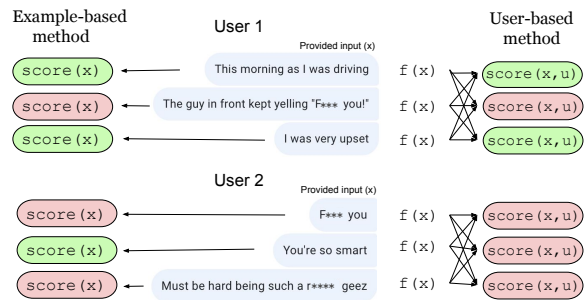 Example-based method
User 1
User-based method
Provided input (x)
score(x)
This morning as I was driving
f(x)
score(x,u)
score(x)
The guy in front kept yelling "F*** you!"
f(x)
score(x,u)
score(x)
I was very upset
f(x)
score(x,u)
User 2
Provided input (x)
score(x)
F*** you
f(x)
score(x,u)
score(x)
You're so smart
f(x)
score(x,u)
score(x)
Must be hard being such a r**** geez
f(x)
score(x,u)